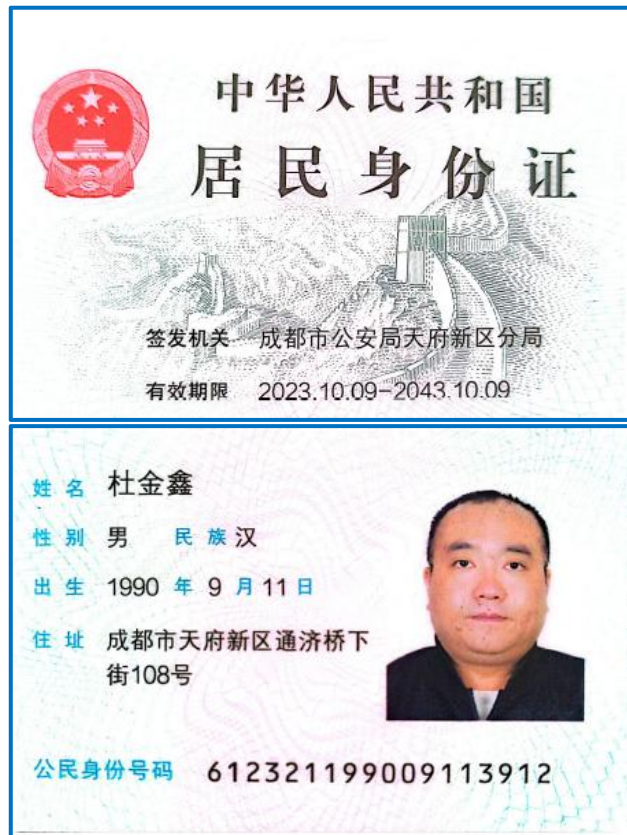 中华人民共和国
居民身份证
签发机关 成都市公安局天府新区分局
有效期限 2023.10.09-2043.10.09
姓名 杜金鑫
性别 男 民族 汉
出生 1990 年 9 月 11 日
住址 成都市天府新区通济桥下
街108号
公民身份号码 612321199009113912